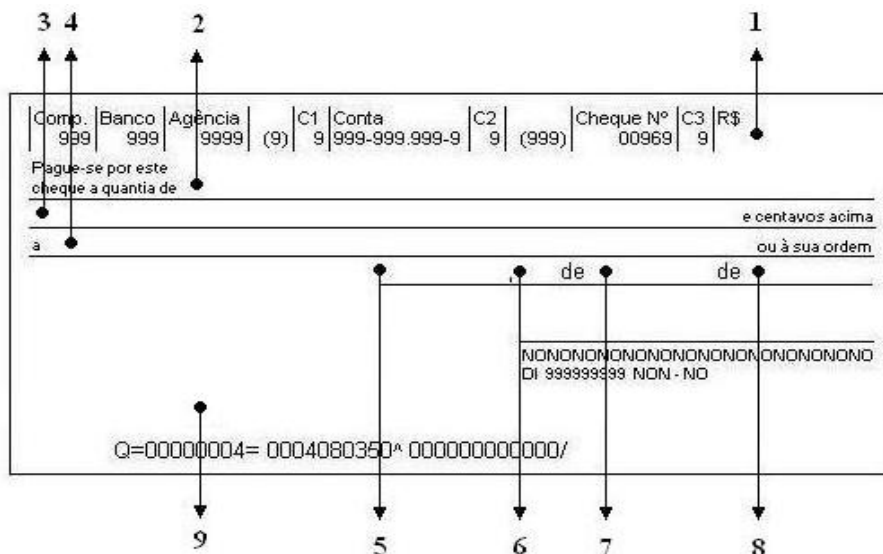 3 4 2 1
Comp. Banco Agência C1 Conta C2 Cheque Nº C3 R$
999 999 9999 (9) 9 999-999.999-9 9 (999) 00969 9
Pague-se por este
cheque a quantia de
e centavos acima
a ou à sua ordem
, de de
NONONONONONONONONONONONONONO
DI 999999999 NON - NO
Q=00000004= 0004080350^ 000000000000/
9 5 6 7 8